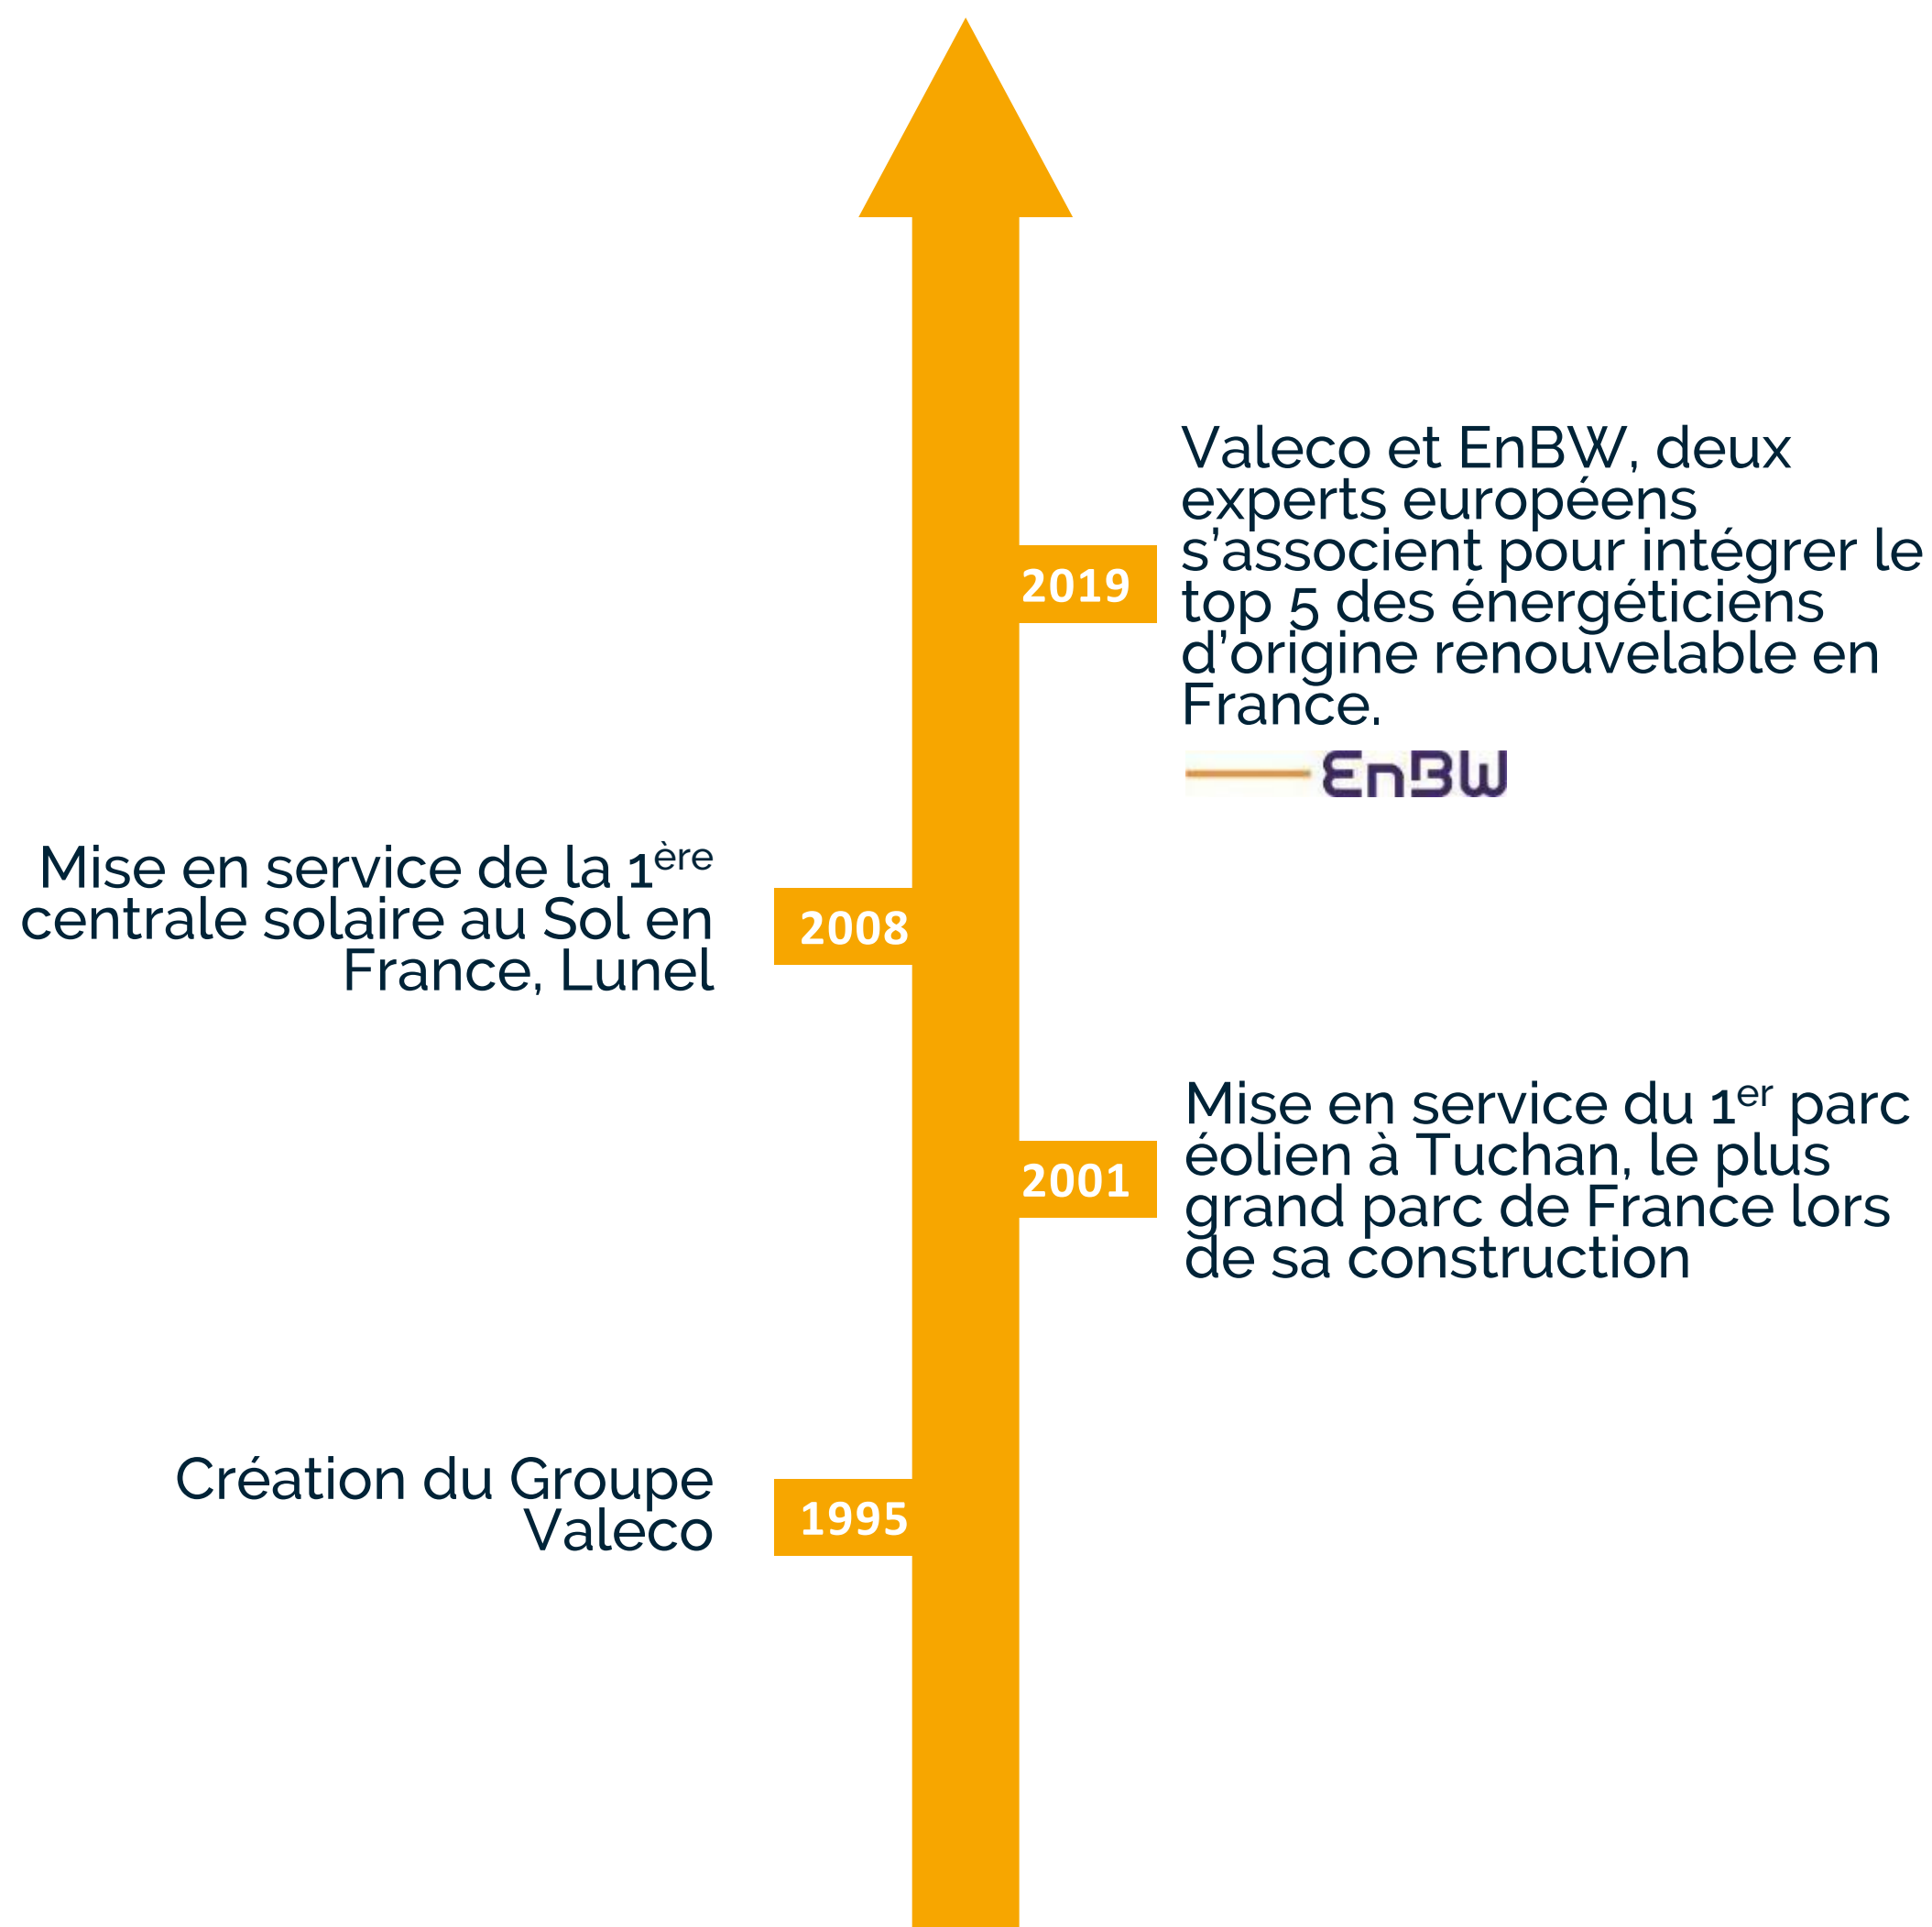 Valeco et EnBW, deux
experts européens
s’associent pour intégrer le
top 5 des énergéticiens
d’origine renouvelable en
France.
2019
EnBW
Mise en service de la 1ère
centrale solaire au Sol en
France, Lunel
2008
Mise en service du 1er parc
éolien à Tuchan, le plus
grand parc de France lors
de sa construction
2001
Création du Groupe
Valeco
1995